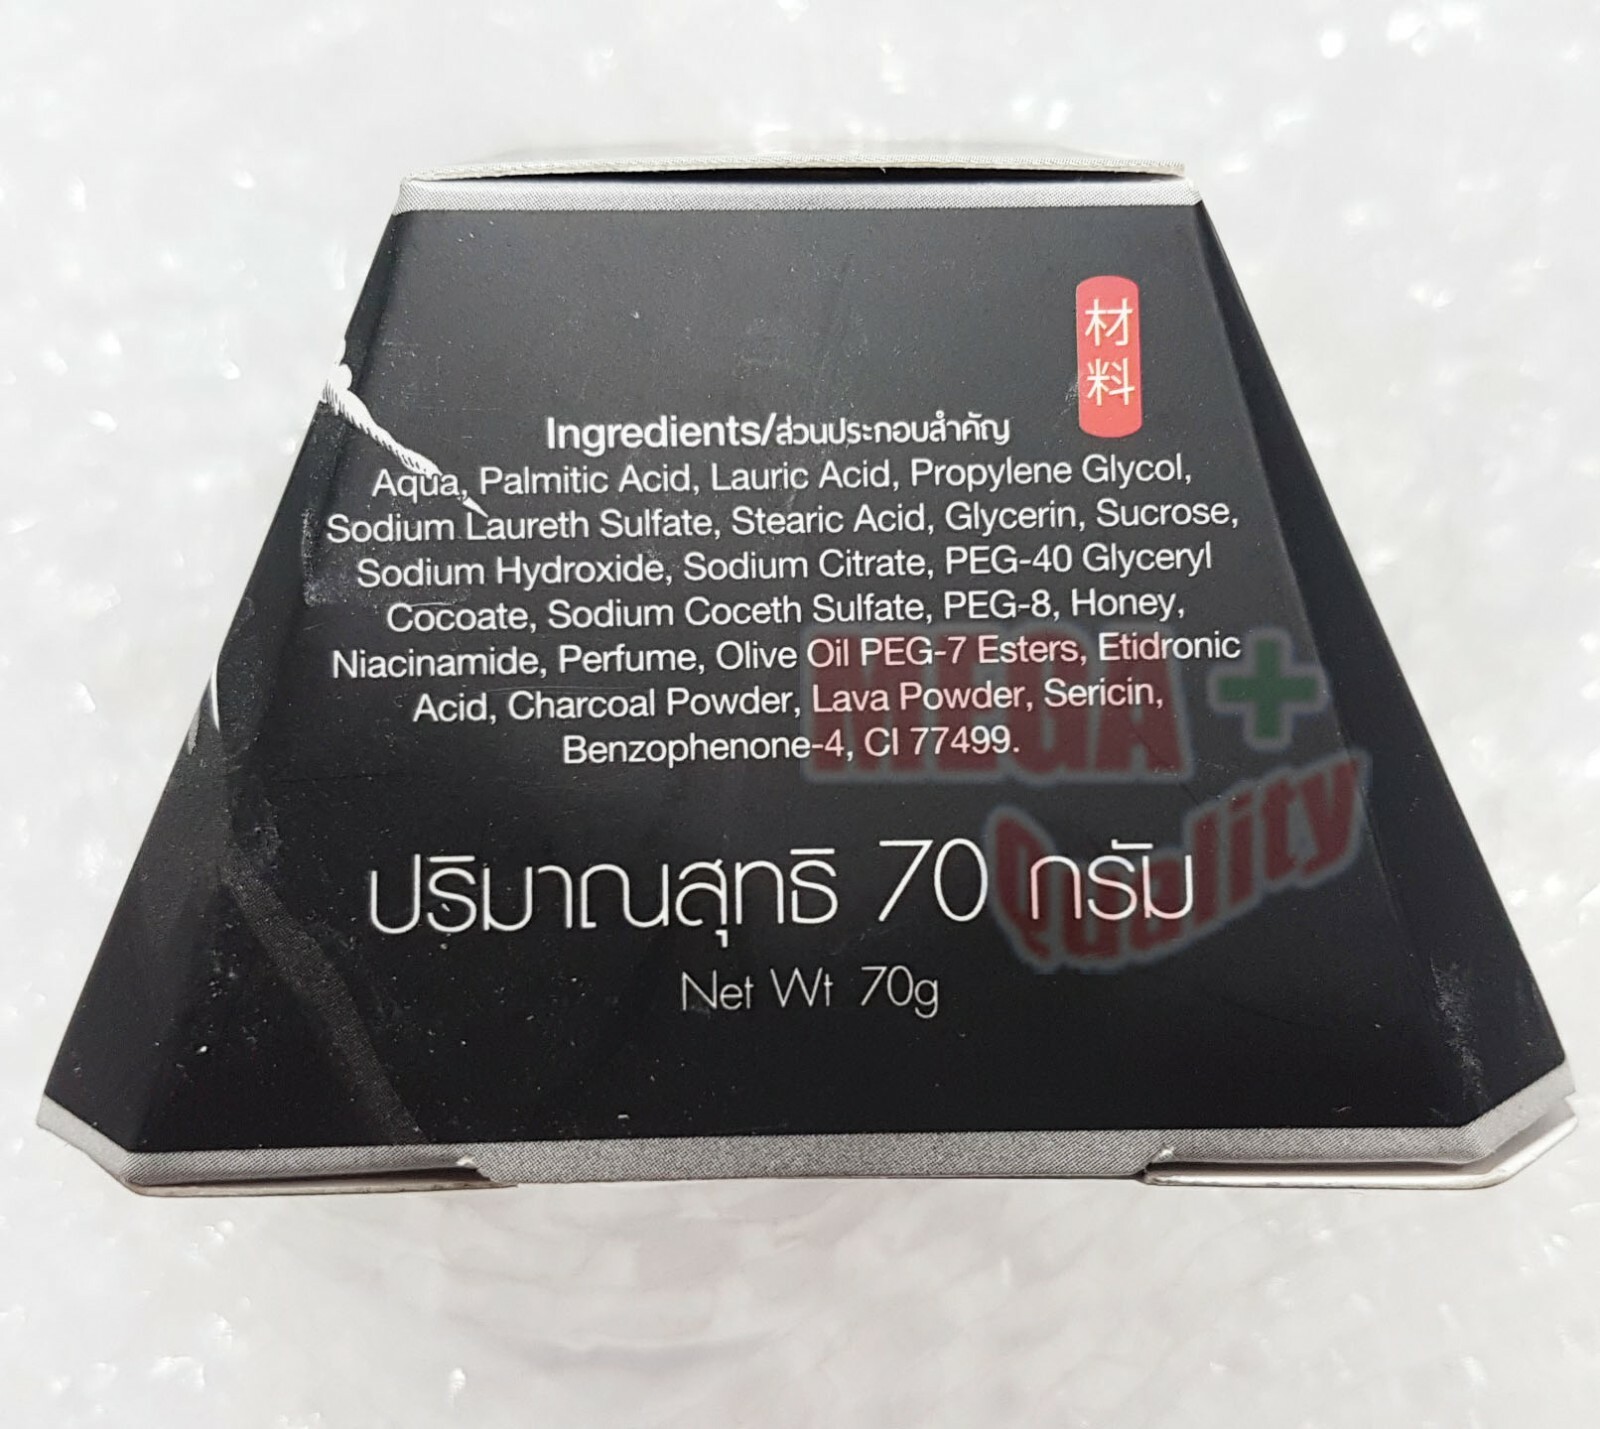 材
料
Ingredients/ส่วนประกอบสำคัญ
Aqua, Palmitic Acid, Lauric Acid, Propylene Glycol,
Sodium Laureth Sulfate, Stearic Acid, Glycerin, Sucrose,
Sodium Hydroxide, Sodium Citrate, PEG-40 Glyceryl
Cocoate, Sodium Coceth Sulfate, PEG-8, Honey,
Niacinamide, Perfume, Olive Oil PEG-7 Esters, Etidronic
Acid, Charcoal Powder, Lava Powder, Sericin,
Benzophenone-4, CI 77499.
MEGA+
Quality
ปริมาณสุทธิ 70 กรัม
Net Wt 70g